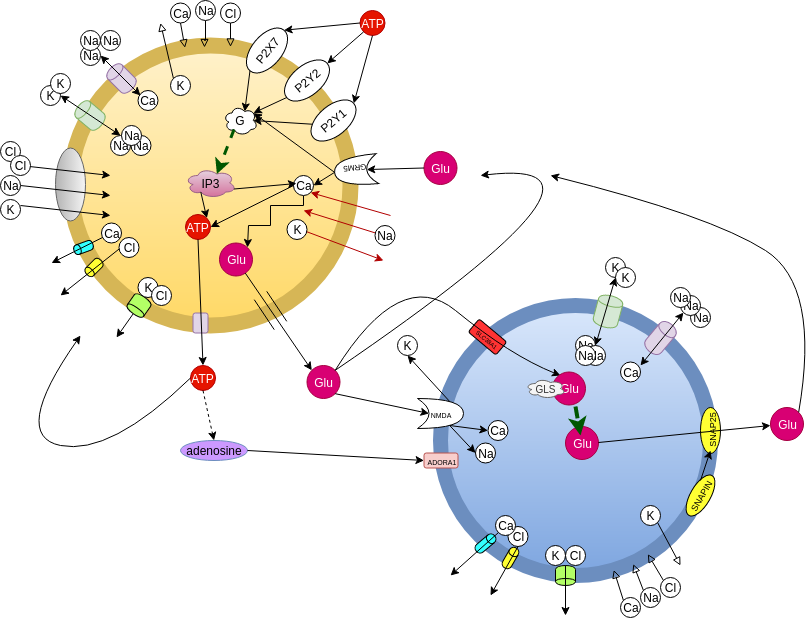 Ca
Na
Cl
ATP
Na
Na
Na
P2X7
K
K
K
Ca
P2Y2
P2Y1
G
Na
Na
Na
Cl
Cl
Na
K
GRM5
Glu
IP3
Ca
ATP
K
Na
Ca
Cl
Glu
K
Cl
K
K
Na
Na
Na
SLC38A1
K
Na
Na
Na
Ca
ATP
Glu
GLS
Glu
NMDA
Ca
Na
Glu
SNAP25
Glu
adenosine
ADORA1
SNAPIN
K
Ca
Cl
K
Cl
Ca
Na
Cl